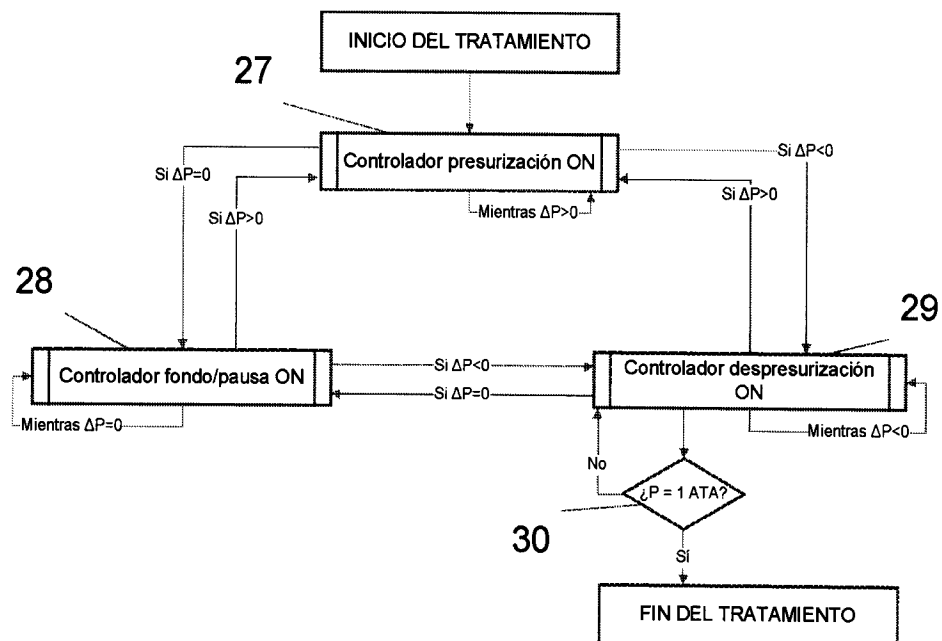 INICIO DEL TRATAMIENTO
27
Controlador presurización ON
Si ΔP=0
Si ΔP<0
Si ΔP>0
Si ΔP>0
Mientras ΔP>0
28
29
Controlador fondo/pausa ON
Si ΔP<0
Si ΔP=0
Controlador despresurización
ON
Mientras ΔP=0
Mientras ΔP<0
No
¿P = 1 ATA?
30
Sí
FIN DEL TRATAMIENTO